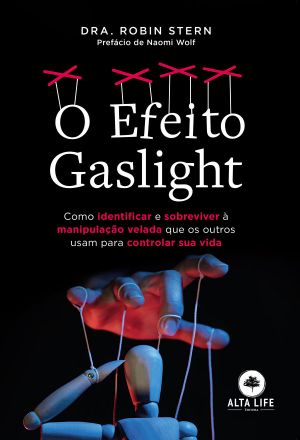 DRA. ROBIN STERN
Prefácio de Naomi Wolf
O Efeito
Gaslight
Como identificar e sobreviver à
manipulação velada que os outros
usam para controlar sua vida
ALTA LIFE
EDITORA